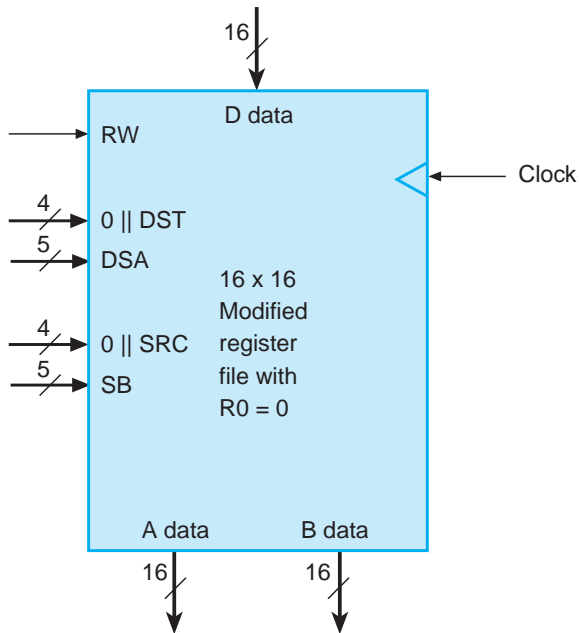 16
D data
RW
Clock
4
0 || DST
5
DSA
16 x 16
Modified
register
file with
R0 = 0
4
0 || SRC
5
SB
A data
B data
16
16